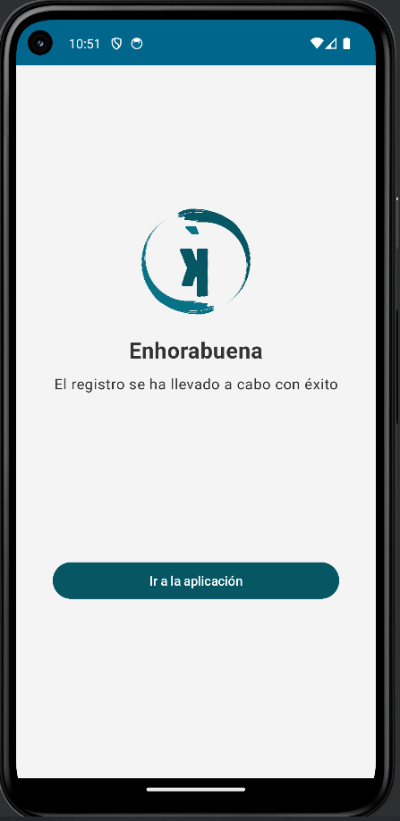 10:51
Enhorabuena
El registro se ha llevado a cabo con éxito
Ir a la aplicación